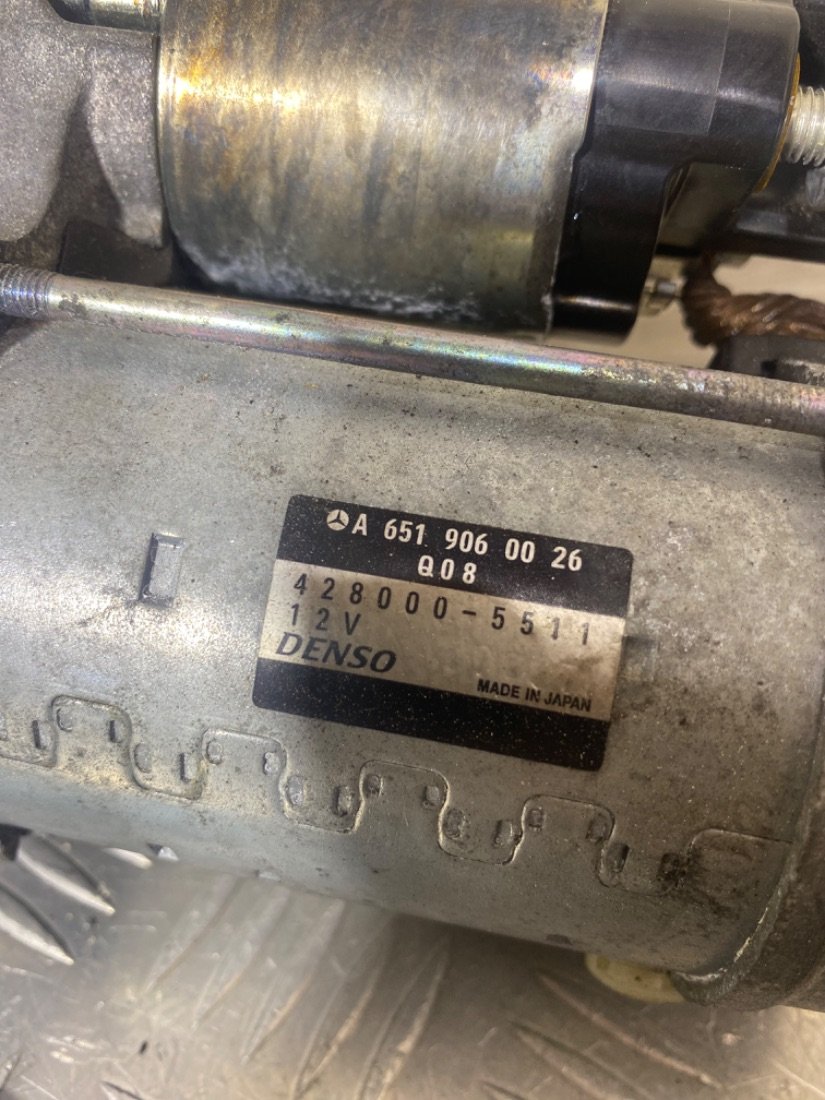 A 651 906 00 26
Q08
428000-5511
12V
DENSO
MADE IN JAPAN